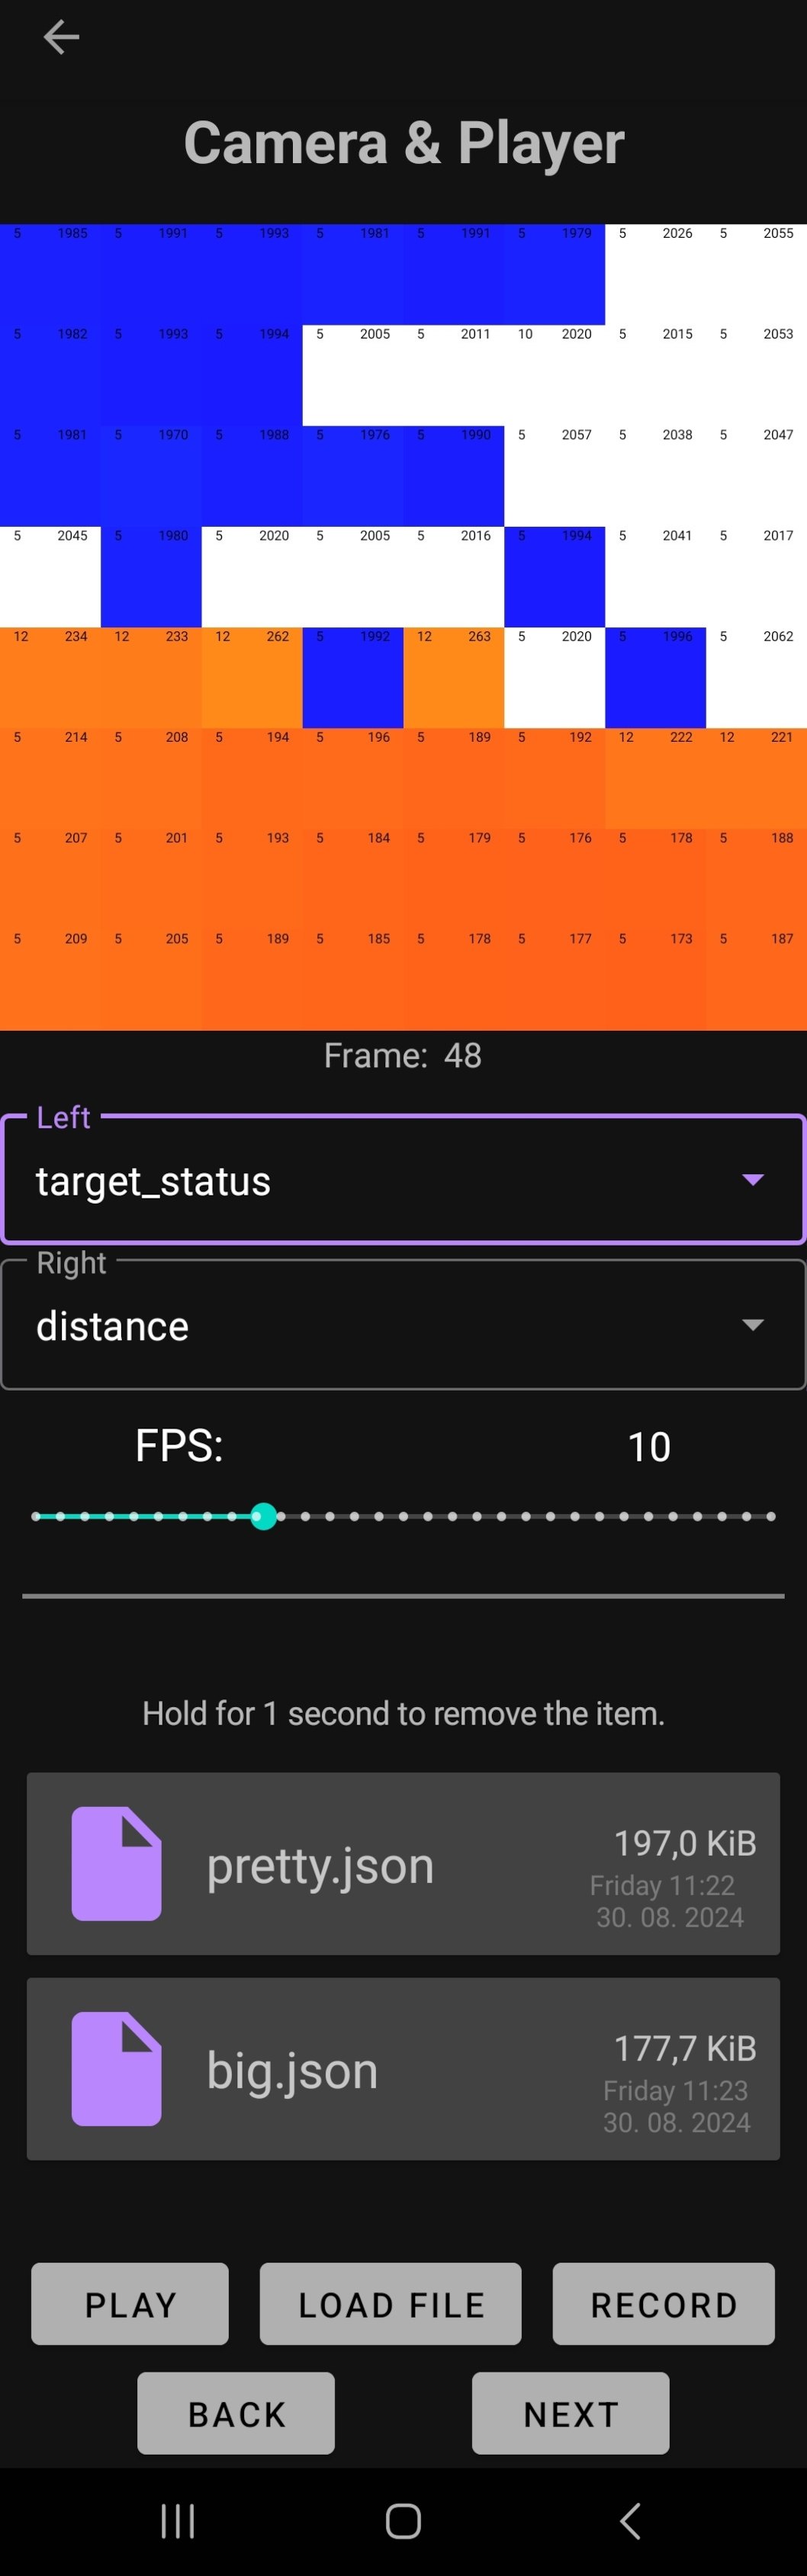 Camera & Player
5 1985 5 1991 5 1993 5 1981 5 1991 5 1979 5 2026 5 2055
5 1982 5 1993 5 1994 5 2005 5 2011 10 2020 5 2015 5 2053
5 1981 5 1970 5 1988 5 1976 5 1990 5 2057 5 2038 5 2047
5 2045 5 1980 5 2020 5 2005 5 2016 5 1994 5 2041 5 2017
12 234 12 233 12 262 5 1992 12 263 5 2020 5 1996 5 2062
5 214 5 208 5 194 5 196 5 189 5 192 12 222 12 221
5 207 5 201 5 193 5 184 5 179 5 176 5 178 5 188
5 209 5 205 5 189 5 185 5 178 5 177 5 173 5 187
Frame: 48
Left
target_status
Right
distance
FPS: 10
Hold for 1 second to remove the item.
pretty.json
197,0 KiB
Friday 11:22
30. 08. 2024
big.json
177,7 KiB
Friday 11:23
30. 08. 2024
PLAY LOAD FILE RECORD
BACK NEXT